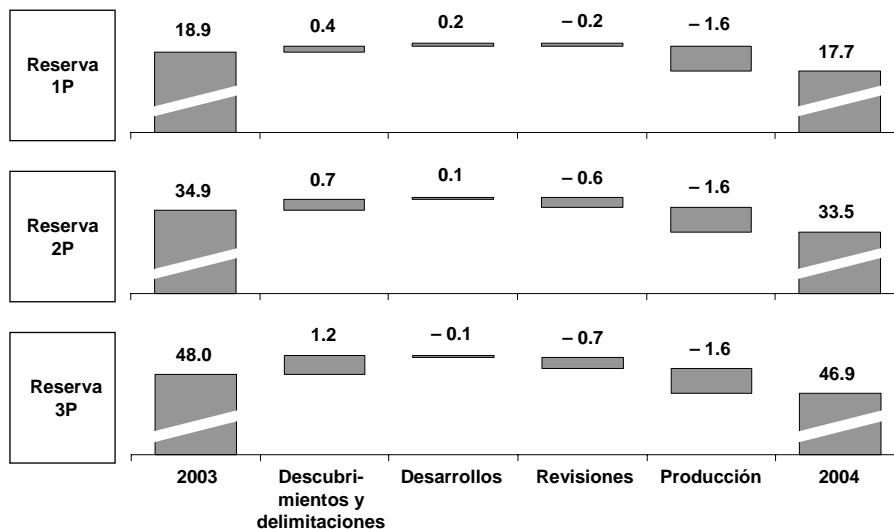 Reserva
1P
18.9
0.4
0.2
– 0.2
– 1.6
17.7
Reserva
2P
34.9
0.7
0.1
– 0.6
– 1.6
33.5
Reserva
3P
48.0
1.2
– 0.1
– 0.7
– 1.6
46.9
2003
Descubri-
mientos y
delimitaciones
Desarrollos
Revisiones
Producción
2004